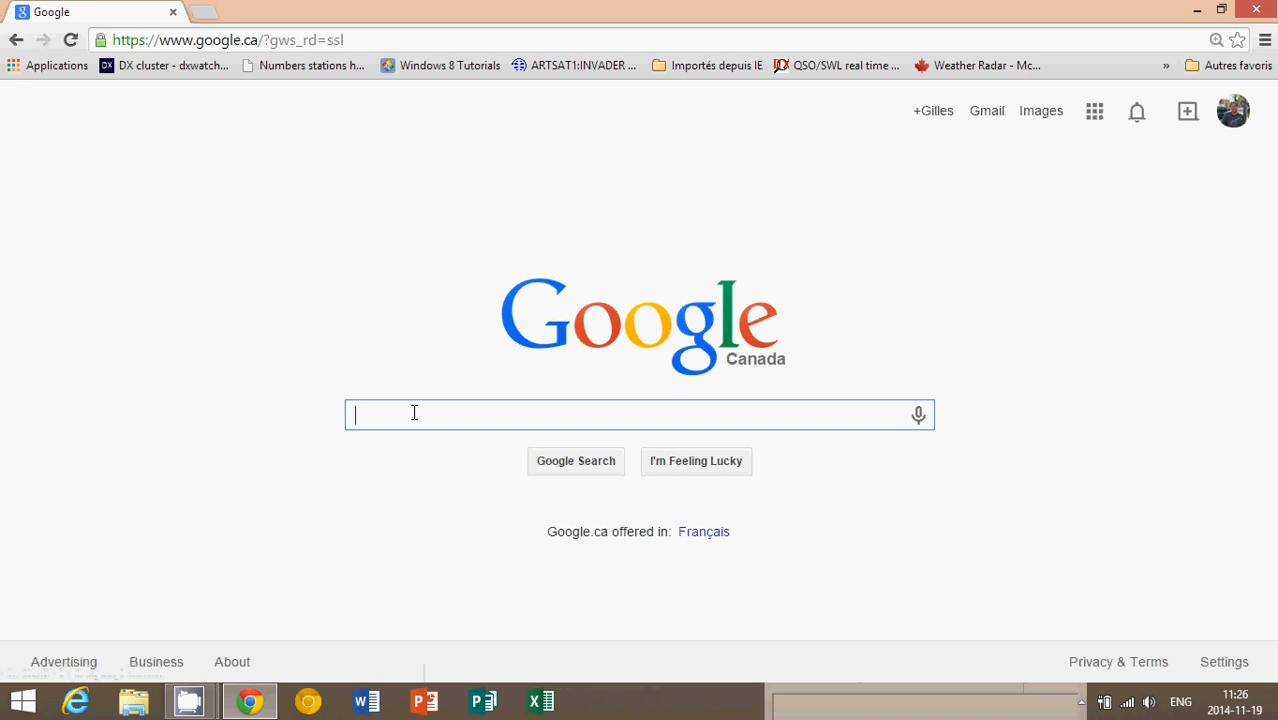 Google
https://www.google.ca/?gws_rd=ssl
Applications DX DX cluster - dxwatch... Numbers stations h... Windows 8 Tutorials ARTSAT1:INVADER ... Importés depuis IE QSO/SWL real time ... Weather Radar - Mc... » Autres favoris
+Gilles Gmail Images
Google
Canada
Google Search I'm Feeling Lucky
Google.ca offered in: Français
Advertising Business About Privacy & Terms Settings
ENG 11:26
2014-11-19